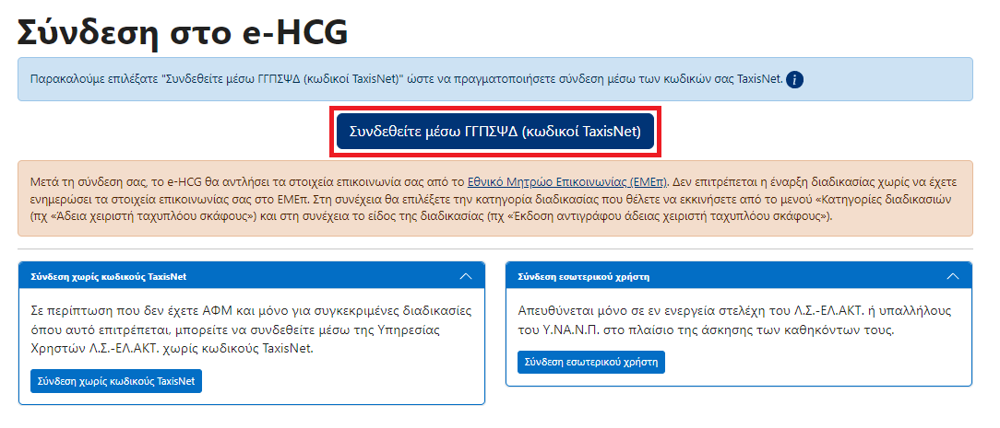 Σύνδεση στο e-HCG
Παρακαλούμε επιλέξατε "Συνδεθείτε μέσω ΓΓΠΣΨΔ (κωδικοί TaxisNet)" ώστε να πραγματοποιήσετε σύνδεση μέσω των κωδικών σας TaxisNet. i
Συνδεθείτε μέσω ΓΓΠΣΨΔ (κωδικοί TaxisNet)
Μετά τη σύνδεση σας, το e-HCG θα αντλήσει τα στοιχεία επικοινωνία σας από το Εθνικό Μητρώο Επικοινωνίας (ΕΜΕπ). Δεν επιτρέπεται η έναρξη διαδικασίας χωρίς να έχετε
ενημερώσει τα στοιχεία επικοινωνίας σας στο ΕΜΕπ. Στη συνέχεια θα επιλέξετε την κατηγορία διαδικασίας που θέλετε να εκκινήσετε από το μενού «Κατηγορίες διαδικασιών
(πχ «Άδεια χειριστή ταχυπλόου σκάφους») και στη συνέχεια το είδος της διαδικασίας (πχ «Έκδοση αντιγράφου άδειας χειριστή ταχυπλόου σκάφους»).
Σύνδεση χωρίς κωδικούς TaxisNet
Σε περίπτωση που δεν έχετε ΑΦΜ και μόνο για συγκεκριμένες διαδικασίες
όπου αυτό επιτρέπεται, μπορείτε να συνδεθείτε μέσω της Υπηρεσίας
Χρηστών Λ.Σ.-ΕΛ.ΑΚΤ. χωρίς κωδικούς TaxisNet.
Σύνδεση χωρίς κωδικούς TaxisNet
Σύνδεση εσωτερικού χρήστη
Απευθύνεται μόνο σε εν ενεργεία στελέχη του Λ.Σ.-ΕΛ.ΑΚΤ. ή υπαλλήλους
του Υ.ΝΑ.Ν.Π. στο πλαίσιο της άσκησης των καθηκόντων τους.
Σύνδεση εσωτερικού χρήστη